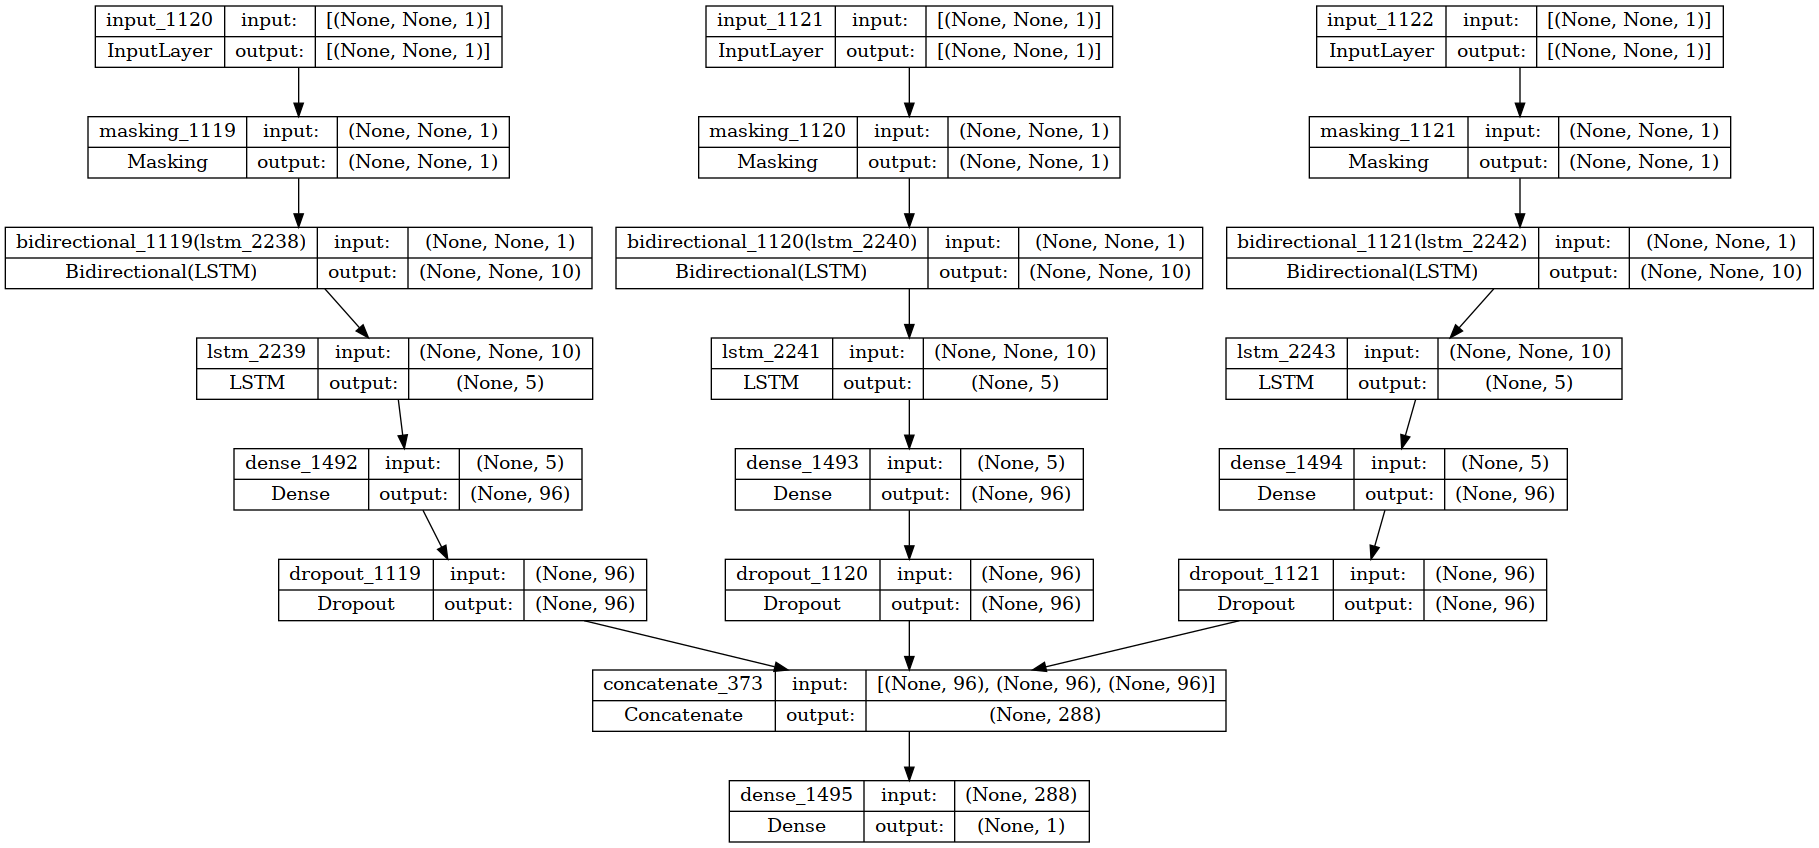 input_1120 input: [(None, None, 1)]
InputLayer output: [(None, None, 1)]
input_1121 input: [(None, None, 1)]
InputLayer output: [(None, None, 1)]
input_1122 input: [(None, None, 1)]
InputLayer output: [(None, None, 1)]
masking_1119 input: (None, None, 1)
Masking output: (None, None, 1)
masking_1120 input: (None, None, 1)
Masking output: (None, None, 1)
masking_1121 input: (None, None, 1)
Masking output: (None, None, 1)
bidirectional_1119(lstm_2238) input: (None, None, 1)
Bidirectional(LSTM) output: (None, None, 10)
bidirectional_1120(lstm_2240) input: (None, None, 1)
Bidirectional(LSTM) output: (None, None, 10)
bidirectional_1121(lstm_2242) input: (None, None, 1)
Bidirectional(LSTM) output: (None, None, 10)
lstm_2239 input: (None, None, 10)
LSTM output: (None, 5)
lstm_2241 input: (None, None, 10)
LSTM output: (None, 5)
lstm_2243 input: (None, None, 10)
LSTM output: (None, 5)
dense_1492 input: (None, 5)
Dense output: (None, 96)
dense_1493 input: (None, 5)
Dense output: (None, 96)
dense_1494 input: (None, 5)
Dense output: (None, 96)
dropout_1119 input: (None, 96)
Dropout output: (None, 96)
dropout_1120 input: (None, 96)
Dropout output: (None, 96)
dropout_1121 input: (None, 96)
Dropout output: (None, 96)
concatenate_373 input: [(None, 96), (None, 96), (None, 96)]
Concatenate output: (None, 288)
dense_1495 input: (None, 288)
Dense output: (None, 1)